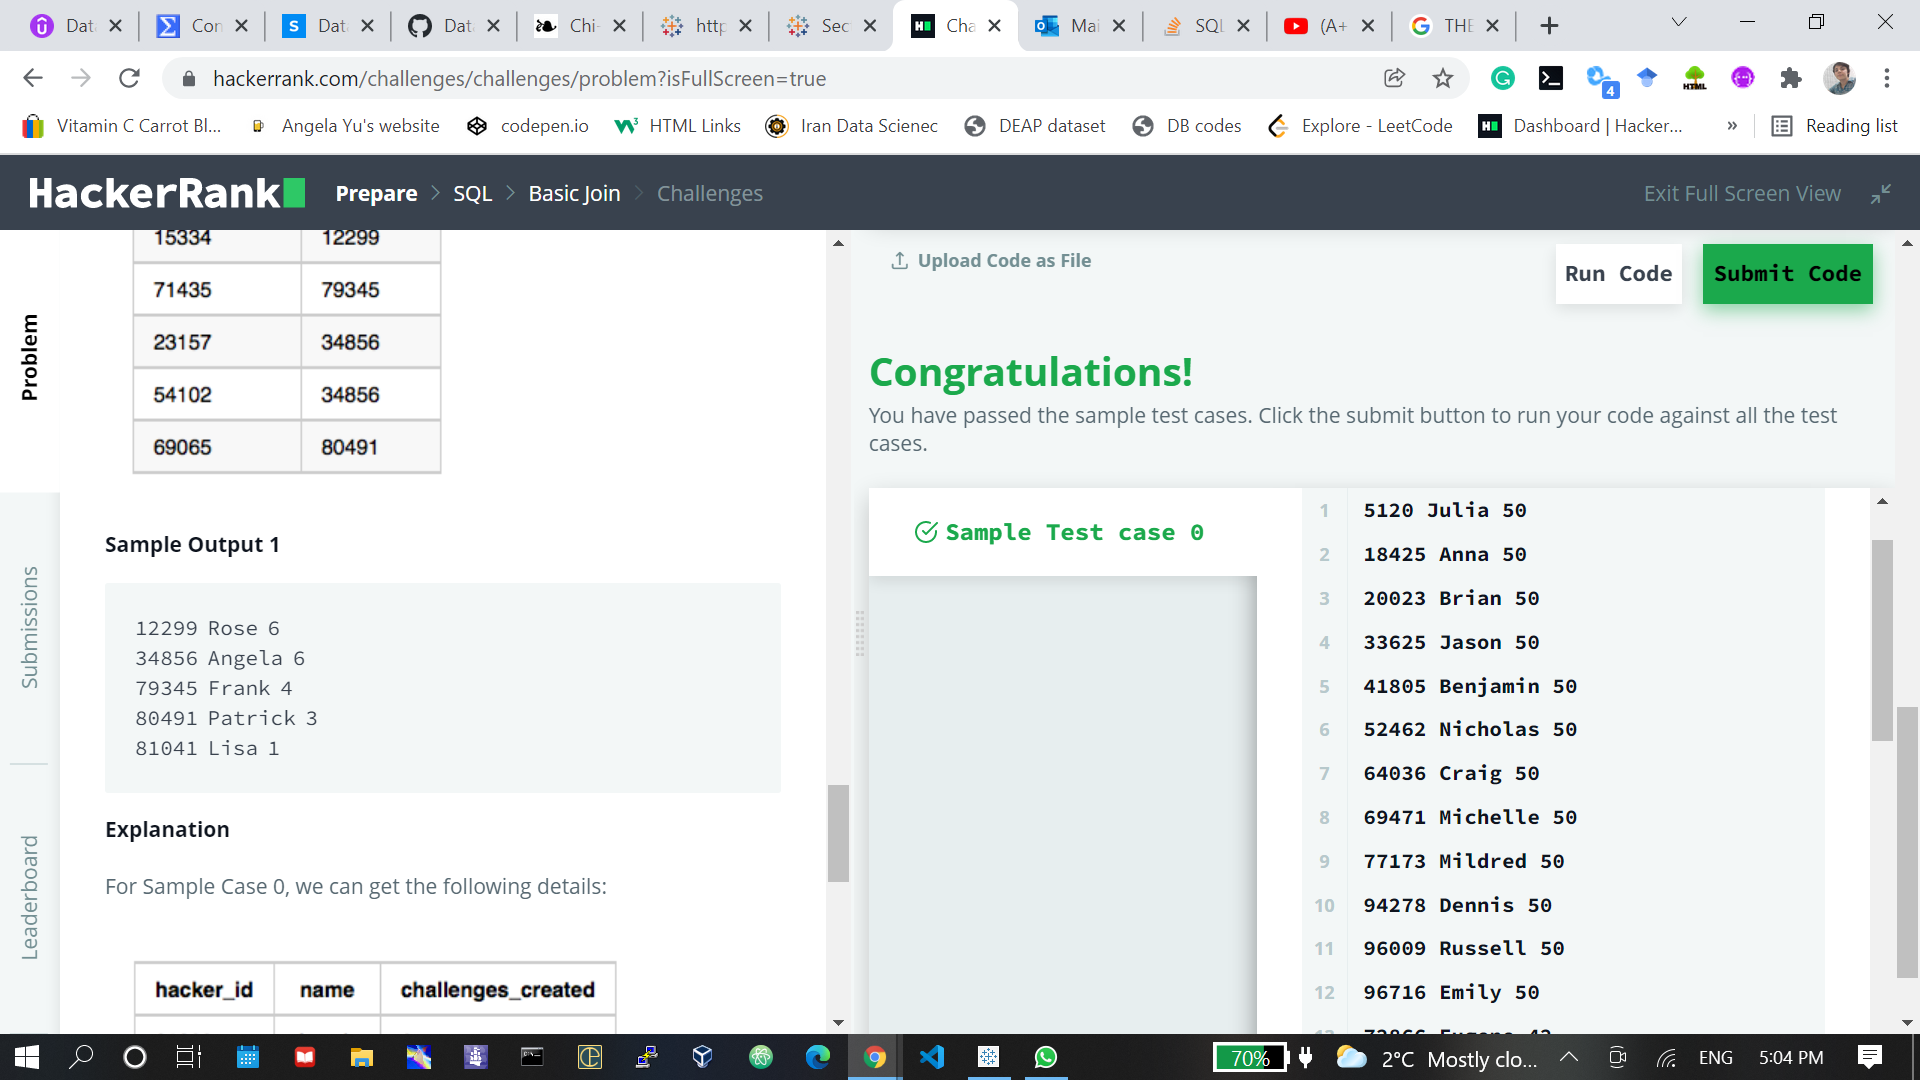 Dat
Con
Dat
Dat
Chi-
http
Sec
Cha
Mai
SQL
(A+
THE
hackerrank.com/challenges/challenges/problem?isFullScreen=true
4
HTML
Vitamin C Carrot Bl...
Angela Yu's website
codepen.io
HTML Links
Iran Data Scienec
DEAP dataset
DB codes
Explore - LeetCode
Dashboard | Hacker...
»
Reading list
HackerRank
Prepare > SQL > Basic Join > Challenges
Exit Full Screen View
Problem
Submissions
Leaderboard
15334 12299
71435 79345
23157 34856
54102 34856
69065 80491
Sample Output 1
12299 Rose 6
34856 Angela 6
79345 Frank 4
80491 Patrick 3
81041 Lisa 1
Explanation
For Sample Case 0, we can get the following details:
hacker_id name challenges_created
Upload Code as File
Run Code
Submit Code
Congratulations!
You have passed the sample test cases. Click the submit button to run your code against all the test
cases.
Sample Test case 0
1 5120 Julia 50
2 18425 Anna 50
3 20023 Brian 50
4 33625 Jason 50
5 41805 Benjamin 50
6 52462 Nicholas 50
7 64036 Craig 50
8 69471 Michelle 50
9 77173 Mildred 50
10 94278 Dennis 50
11 96009 Russell 50
12 96716 Emily 50
70%
2°C Mostly clo...
ENG
5:04 PM